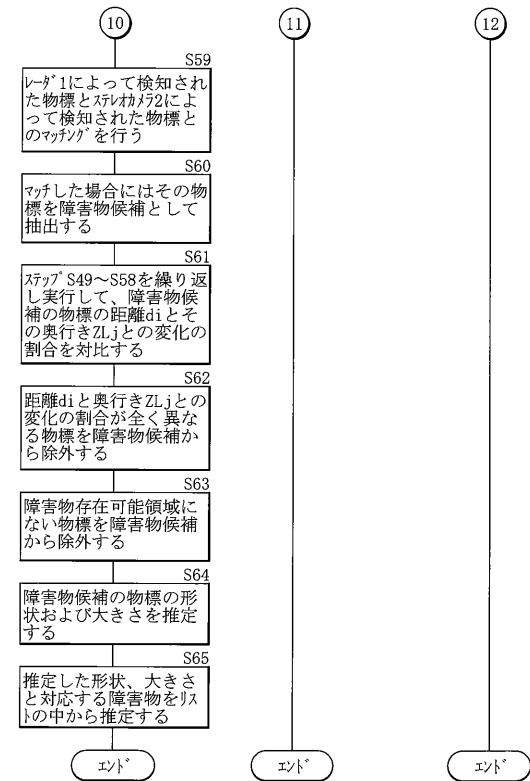 10 11 12
S59
ﾚｰﾀﾞ1によって検知され
た物標とｽﾃﾚｵｶﾒﾗ2によ
って検知された物標と
のﾏｯﾁﾝｸﾞを行う
S60
ﾏｯﾁした場合にはその物
標を障害物候補として
抽出する
S61
ｽﾃｯﾌﾟS49～S58を繰り返
し実行して、障害物候
補の物標の距離diとそ
の奥行きZLjとの変化の
割合を対比する
S62
距離diと奥行きZLjとの
変化の割合が全く異な
る物標を障害物候補か
ら除外する
S63
障害物存在可能領域に
ない物標を障害物候補
から除外する
S64
障害物候補の物標の形
状および大きさを推定
する
S65
推定した形状、大きさ
と対応する障害物をﾘｽ
ﾄの中から推定する
ｴﾝﾄﾞ ｴﾝﾄﾞ ｴﾝﾄﾞ